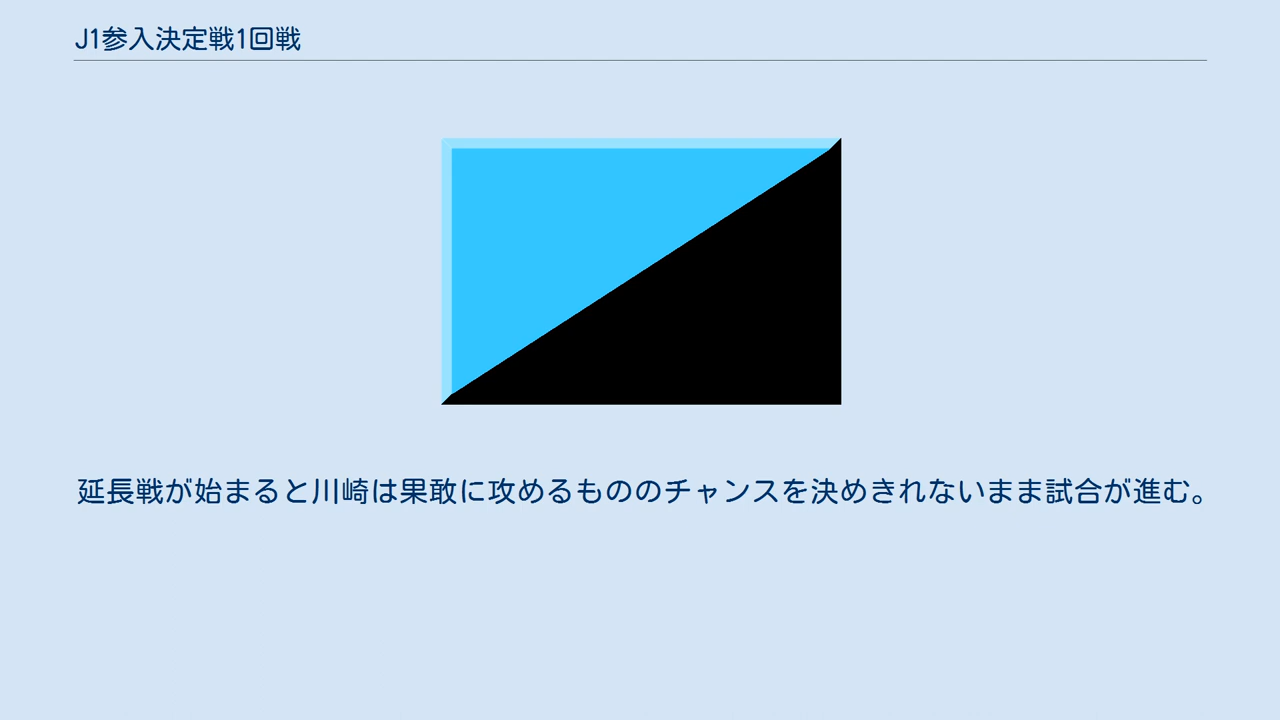 J1参入決定戦1回戦
延長戦が始まると川崎は果敢に攻めるもののチャンスを決めきれないまま試合が進む。